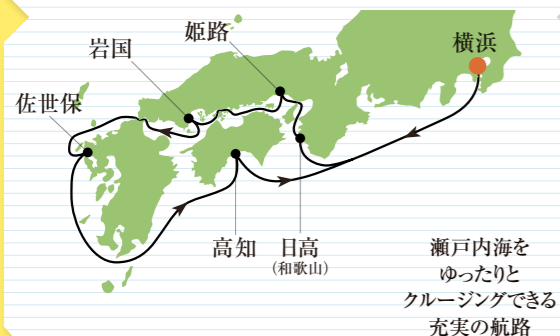 姫路
岩国
横浜
佐世保
高知
日高
(和歌山)
瀬戸内海を
ゆったりと
クルージングできる
充実の航路